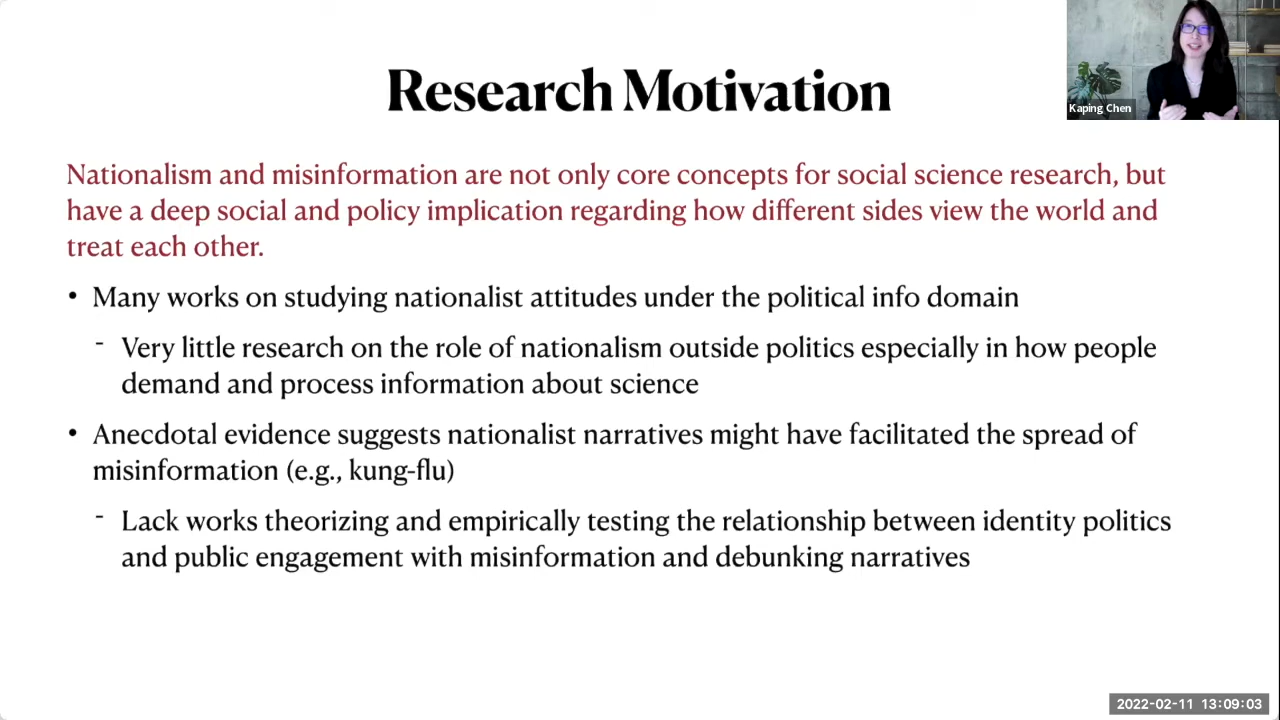 Research Motivation
Kaping Chen
Nationalism and misinformation are not only core concepts for social science research, but
have a deep social and policy implication regarding how different sides view the world and
treat each other.
• Many works on studying nationalist attitudes under the political info domain
- Very little research on the role of nationalism outside politics especially in how people
demand and process information about science
• Anecdotal evidence suggests nationalist narratives might have facilitated the spread of
misinformation (e.g., kung-flu)
- Lack works theorizing and empirically testing the relationship between identity politics
and public engagement with misinformation and debunking narratives
2022-02-11 13:09:03